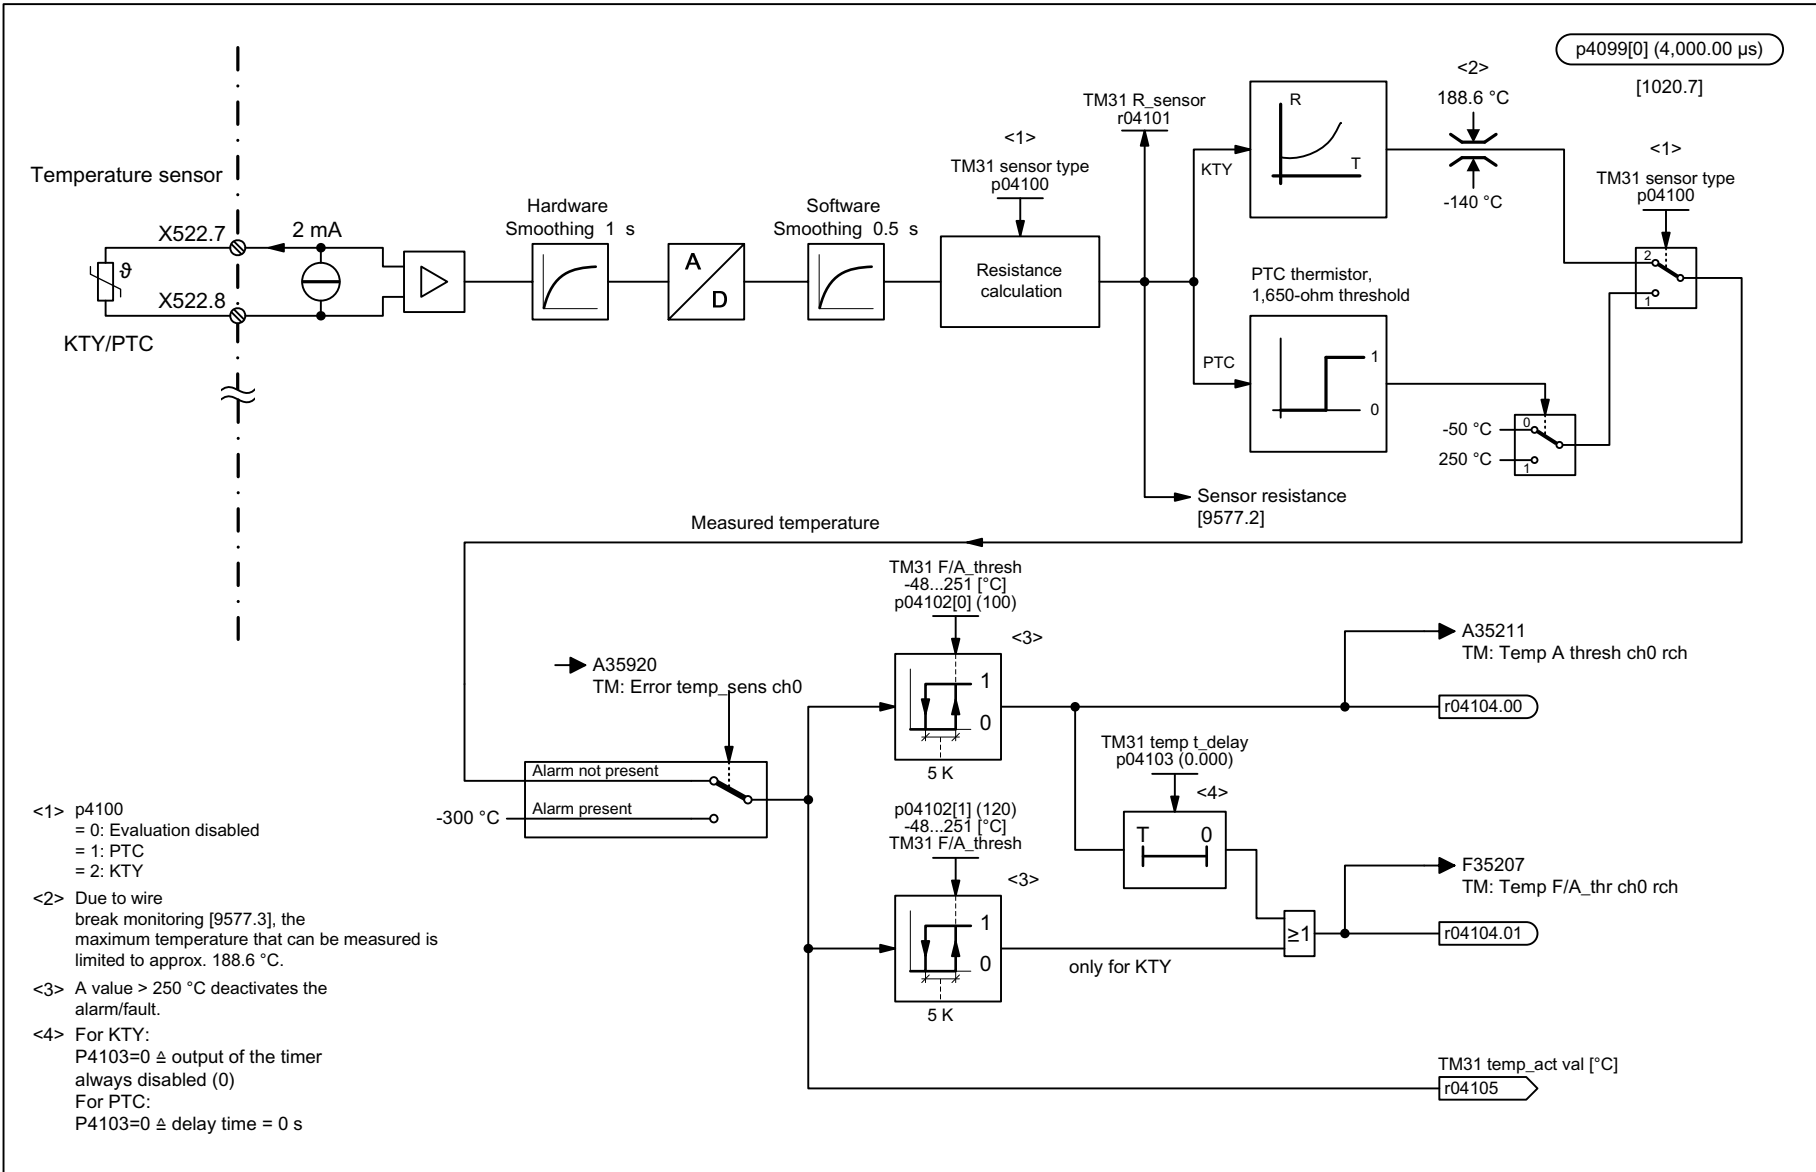 p4099[0] (4,000.00 µs)
[1020.7]
<2>
188.6 °C
-140 °C
TM31 R_sensor
r04101
R
T
KTY
<1>
TM31 sensor type
p04100
<1>
TM31 sensor type
p04100
2
1
Temperature sensor
X522.7
2 mA
ϑ
X522.8
KTY/PTC
Hardware
Smoothing 1 s
A
D
Software
Smoothing 0.5 s
Resistance
calculation
PTC thermistor,
1,650-ohm threshold
PTC
1
0
-50 °C
0
250 °C
1
Sensor resistance
[9577.2]
Measured temperature
TM31 F/A_thresh
-48...251 [°C]
p04102[0] (100)
<3>
1
0
5 K
A35211
TM: Temp A thresh ch0 rch
r04104.00
A35920
TM: Error temp_sens ch0
Alarm not present
Alarm present
-300 °C
TM31 temp t_delay
p04103 (0.000)
<4>
T 0
p04102[1] (120)
-48...251 [°C]
TM31 F/A_thresh
<3>
1
0
5 K
only for KTY
≥1
F35207
TM: Temp F/A_thr ch0 rch
r04104.01
TM31 temp_act val [°C]
r04105
<1> p4100
= 0: Evaluation disabled
= 1: PTC
= 2: KTY
<2> Due to wire
break monitoring [9577.3], the
maximum temperature that can be measured is
limited to approx. 188.6 °C.
<3> A value > 250 °C deactivates the
alarm/fault.
<4> For KTY:
P4103=0 ≙ output of the timer
always disabled (0)
For PTC:
P4103=0 ≙ delay time = 0 s